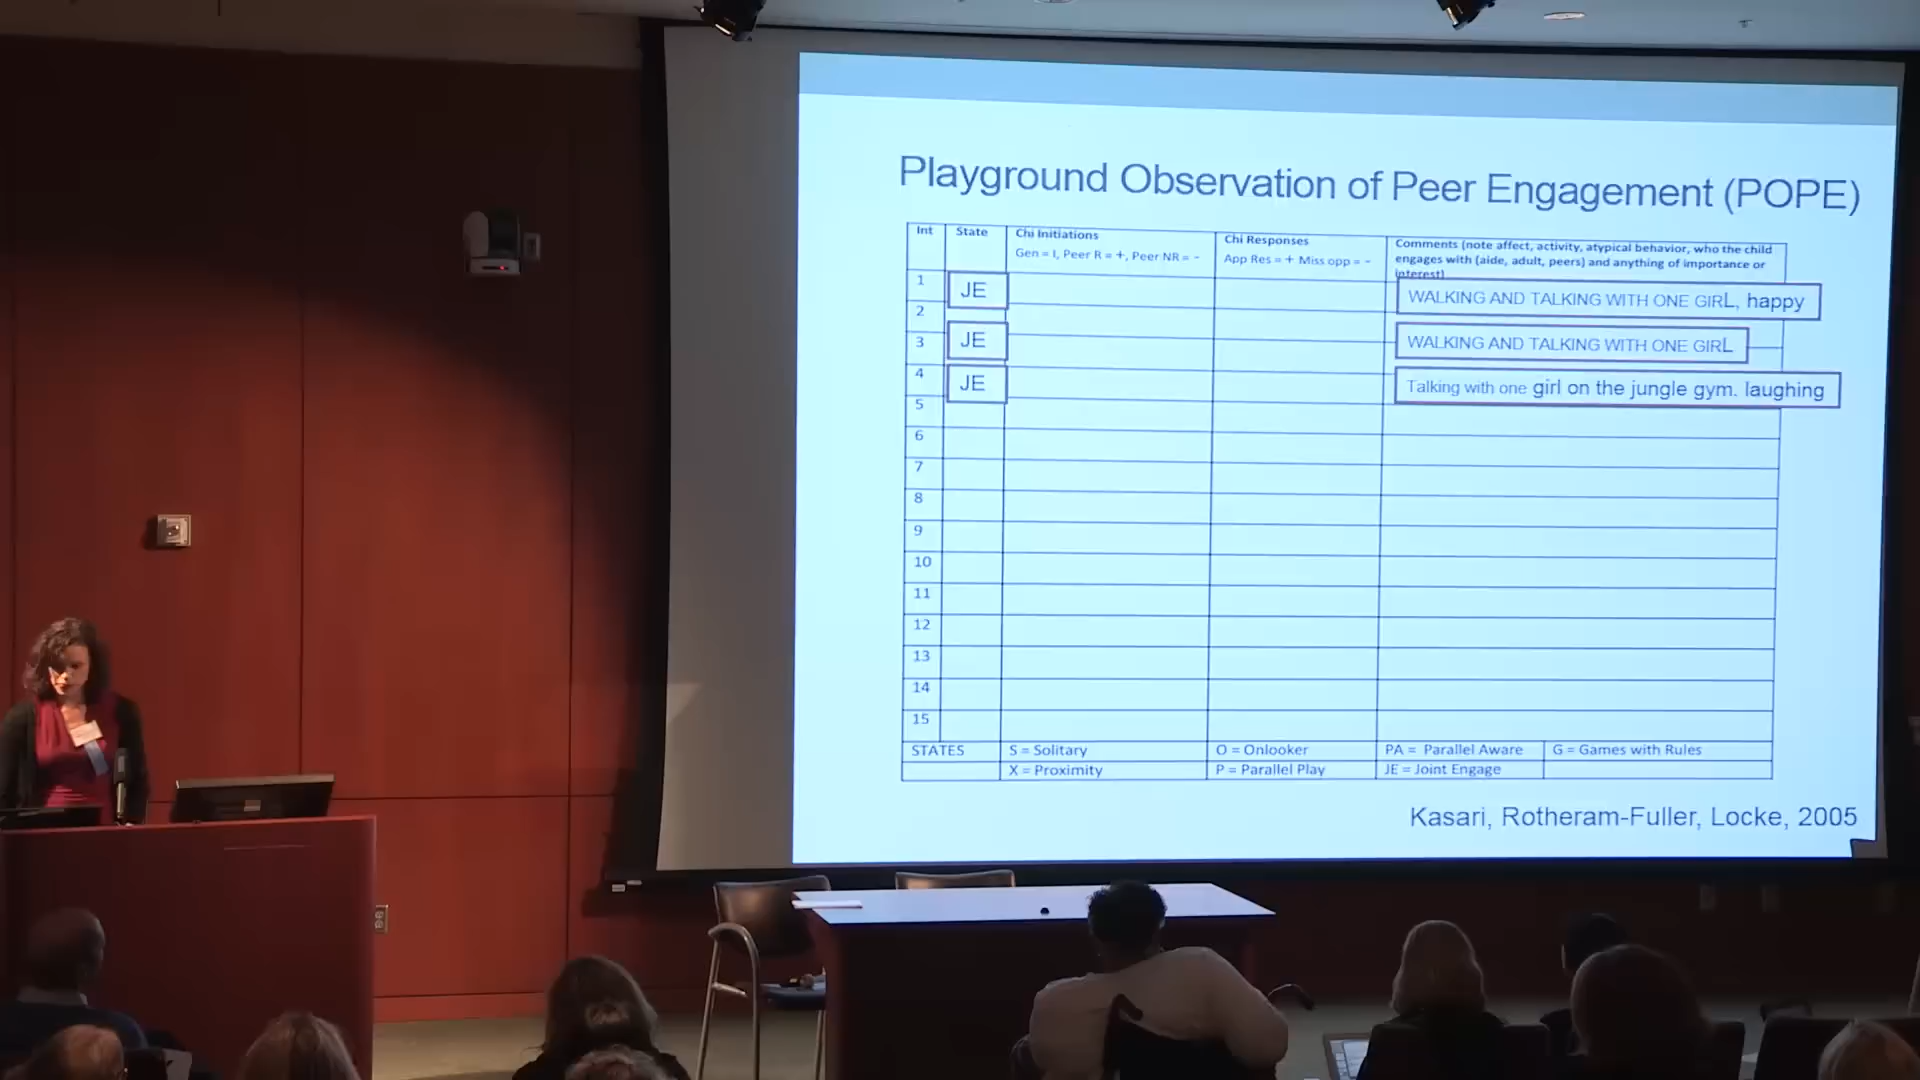 Playground Observation of Peer Engagement (POPE)
Int State Chi Initiations Chi Responses Comments (note affect, activity, atypical behavior, who the child
Gen = I, Peer R = +, Peer NR = - App Res = + Miss opp = - engages with (aide, adult, peers) and anything of importance or
interest)
1 JE WALKING AND TALKING WITH ONE GIRL, happy
2
3 JE WALKING AND TALKING WITH ONE GIRL
4 JE Talking with one girl on the jungle gym. laughing
5
6
7
8
9
10
11
12
13
14
15
STATES S = Solitary O = Onlooker PA = Parallel Aware G = Games with Rules
X = Proximity P = Parallel Play JE = Joint Engage
Kasari, Rotheram-Fuller, Locke, 2005